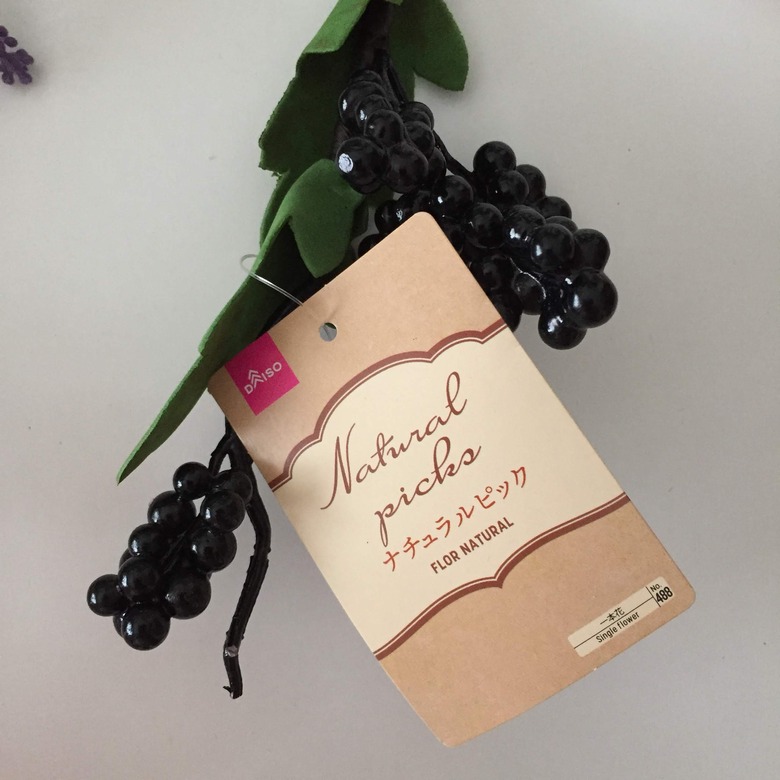 DAISO
Natural
picks
ナチュラルピック
FLOR NATURAL
一本花
Single flower
No.
488